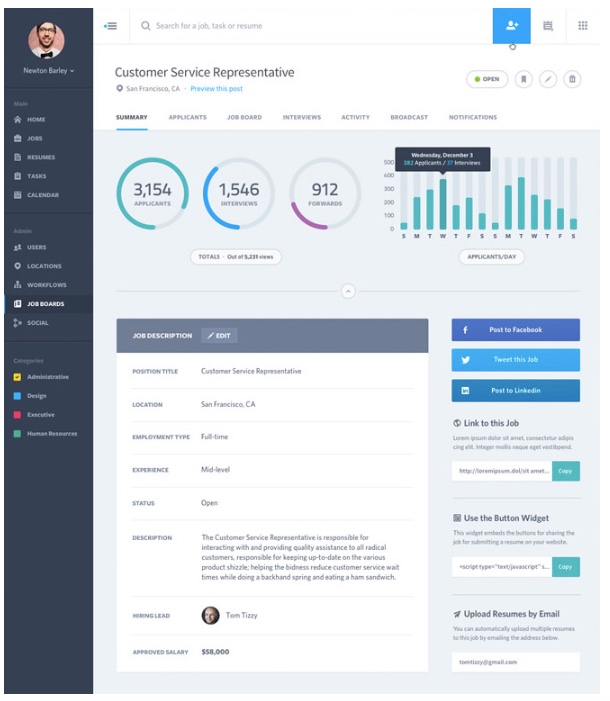 Search for a job, task or resume
Newton Barley
Main
HOME
JOBS
RESUMES
TASKS
CALENDAR
Admin
USERS
LOCATIONS
WORKFLOWS
JOB BOARDS
SOCIAL
Categories
Administrative
Design
Executive
Human Resources
Customer Service Representative
San Francisco, CA · Preview this post
OPEN
SUMMARY APPLICANTS JOB BOARD INTERVIEWS ACTIVITY BROADCAST NOTIFICATIONS
3,154
APPLICANTS
1,546
INTERVIEWS
912
FORWARDS
TOTALS · Out of 5,231 views
Wednesday, December 3
382 Applicants / 37 Interviews
500
400
300
200
100
0
S M T W T F S S M T W T F S
APPLICANTS/DAY
JOB DESCRIPTION EDIT
POSITION TITLE Customer Service Representative
LOCATION San Francisco, CA
EMPLOYMENT TYPE Full-time
EXPERIENCE Mid-level
STATUS Open
DESCRIPTION The Customer Service Representative is responsible for
interacting with and providing quality assistance to all radical
customers, responsible for keeping up-to-date on the various
product shizzle; helping the bidness reduce customer service wait
times while doing a backhand spring and eating a ham sandwich.
HIRING LEAD Tom Tizzy
APPROVED SALARY $58,000
Post to Facebook
Tweet this Job
Post to Linkedin
Link to this Job
Lorem ipsum dolor sit amet, consectetur adipis
cing elit. Integer mollis neque eget vestibpend.
http://loremipsum.dol/sit amet... Copy
Use the Button Widget
This widget embeds the buttons for sharing the
job for submitting a resume on your website.
<script type="text/javascript" s... Copy
Upload Resumes by Email
You can automatically upload multiple resumes
to this job by emailing the address below.
tomtizzy@gmail.com